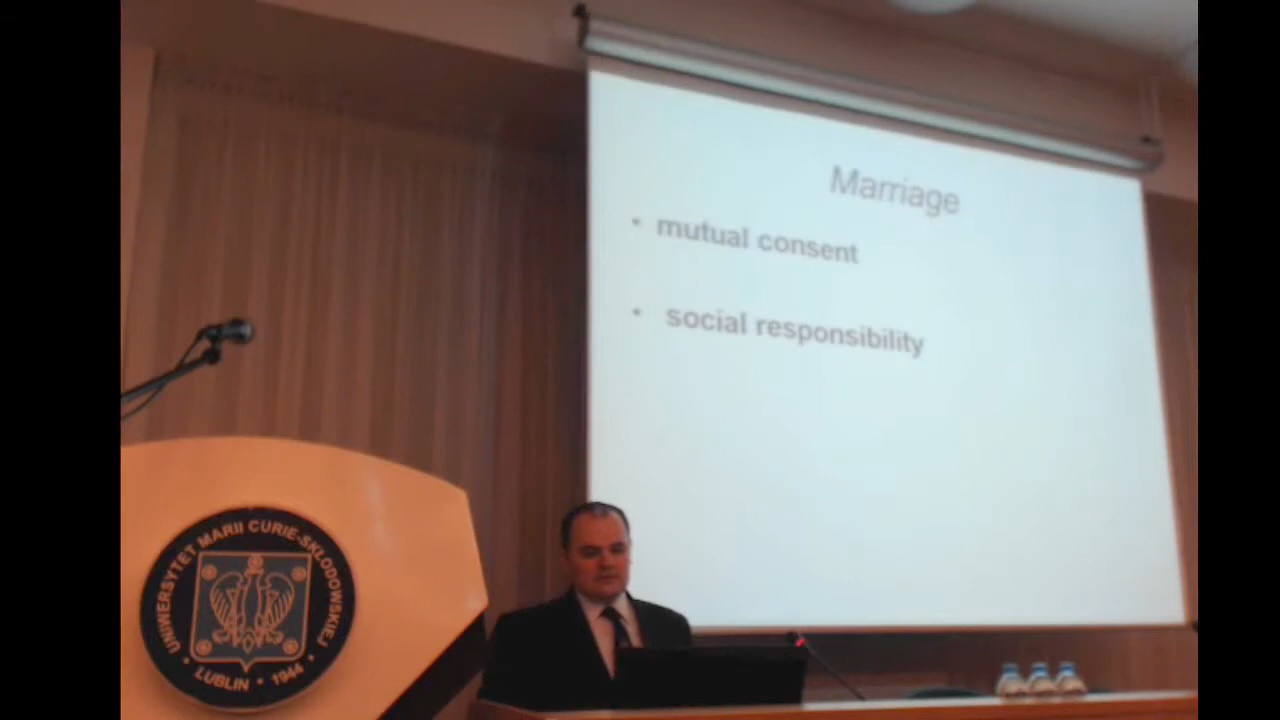 Marriage
• mutual consent
• social responsibility
UNIWERSYTET MARII CURIE-SKŁODOWSKIEJ
• LUBLIN • 1944 •